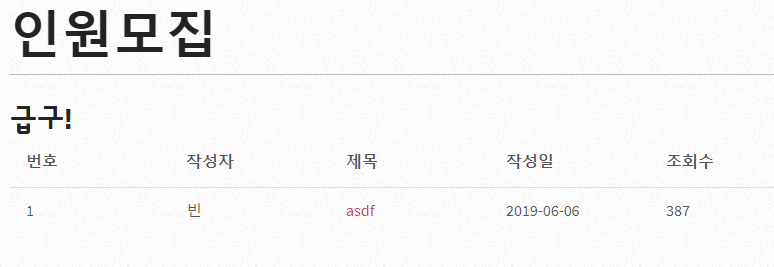 인원모집
급구!
번호 작성자 제목 작성일 조회수
1 빈 asdf 2019-06-06 387